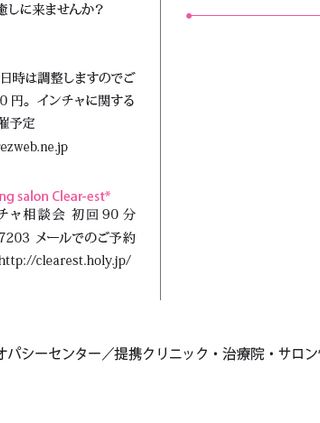 癒しに来ませんか？
日時は調整しますのでご
0 円。インチャに関する
催予定
ezweb.ne.jp
ng salon Clear-est*
チャ相談会 初回 90 分
7203 メールでのご予約
http://clearest.holy.jp/
オパシーセンター／提携クリニック・治療院・サロン